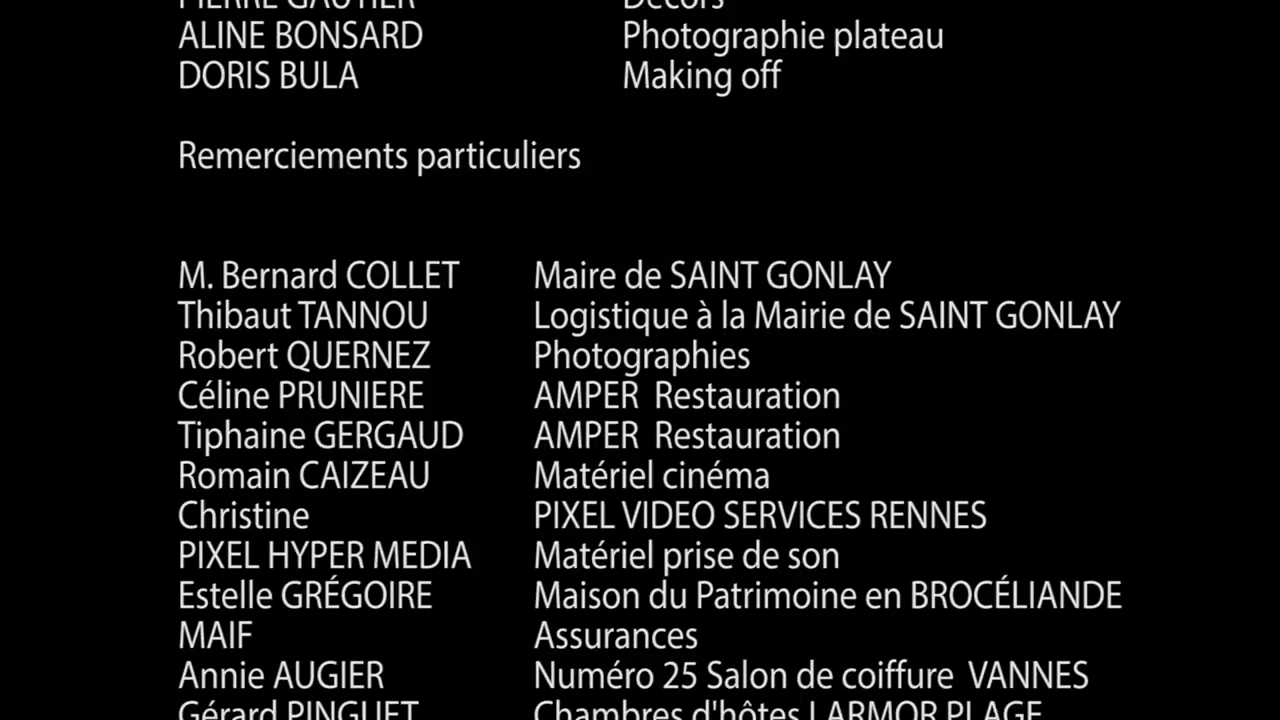 PIERRE GAUTIER Décors
ALINE BONSARD Photographie plateau
DORIS BULA Making off
Remerciements particuliers
M. Bernard COLLET Maire de SAINT GONLAY
Thibaut TANNOU Logistique à la Mairie de SAINT GONLAY
Robert QUERNEZ Photographies
Céline PRUNIERE AMPER  Restauration
Tiphaine GERGAUD AMPER  Restauration
Romain CAIZEAU Matériel cinéma
Christine PIXEL VIDEO SERVICES RENNES
PIXEL HYPER MEDIA Matériel prise de son
Estelle GRÉGOIRE Maison du Patrimoine en BROCÉLIANDE
MAIF Assurances
Annie AUGIER Numéro 25 Salon de coiffure  VANNES
Gérard PINGUET Chambres d'hôtes LARMOR PLAGE